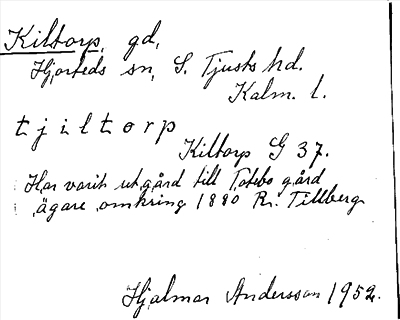 Kiltorp, gd,
Hjorteds sn, S. Tjusts hd.
Kalm. l.
tjiltorp
Kiltorp G 37.
Har varit utgård till Totebo gård
ägare omkring 1880 R. Tillberg
Hjalmar Andersson 1952.